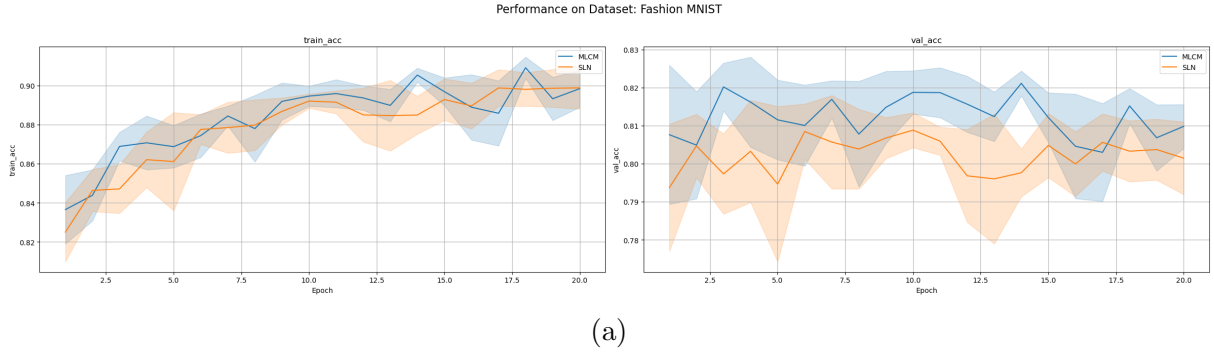 Performance on Dataset: Fashion MNIST
train_acc
MLCM
SLN
0.90
0.88
0.86
0.84
0.82
train_acc
2.5 5.0 7.5 10.0 12.5 15.0 17.5 20.0
Epoch
val_acc
MLCM
SLN
0.83
0.82
0.81
0.80
0.79
0.78
val_acc
2.5 5.0 7.5 10.0 12.5 15.0 17.5 20.0
Epoch
(a)